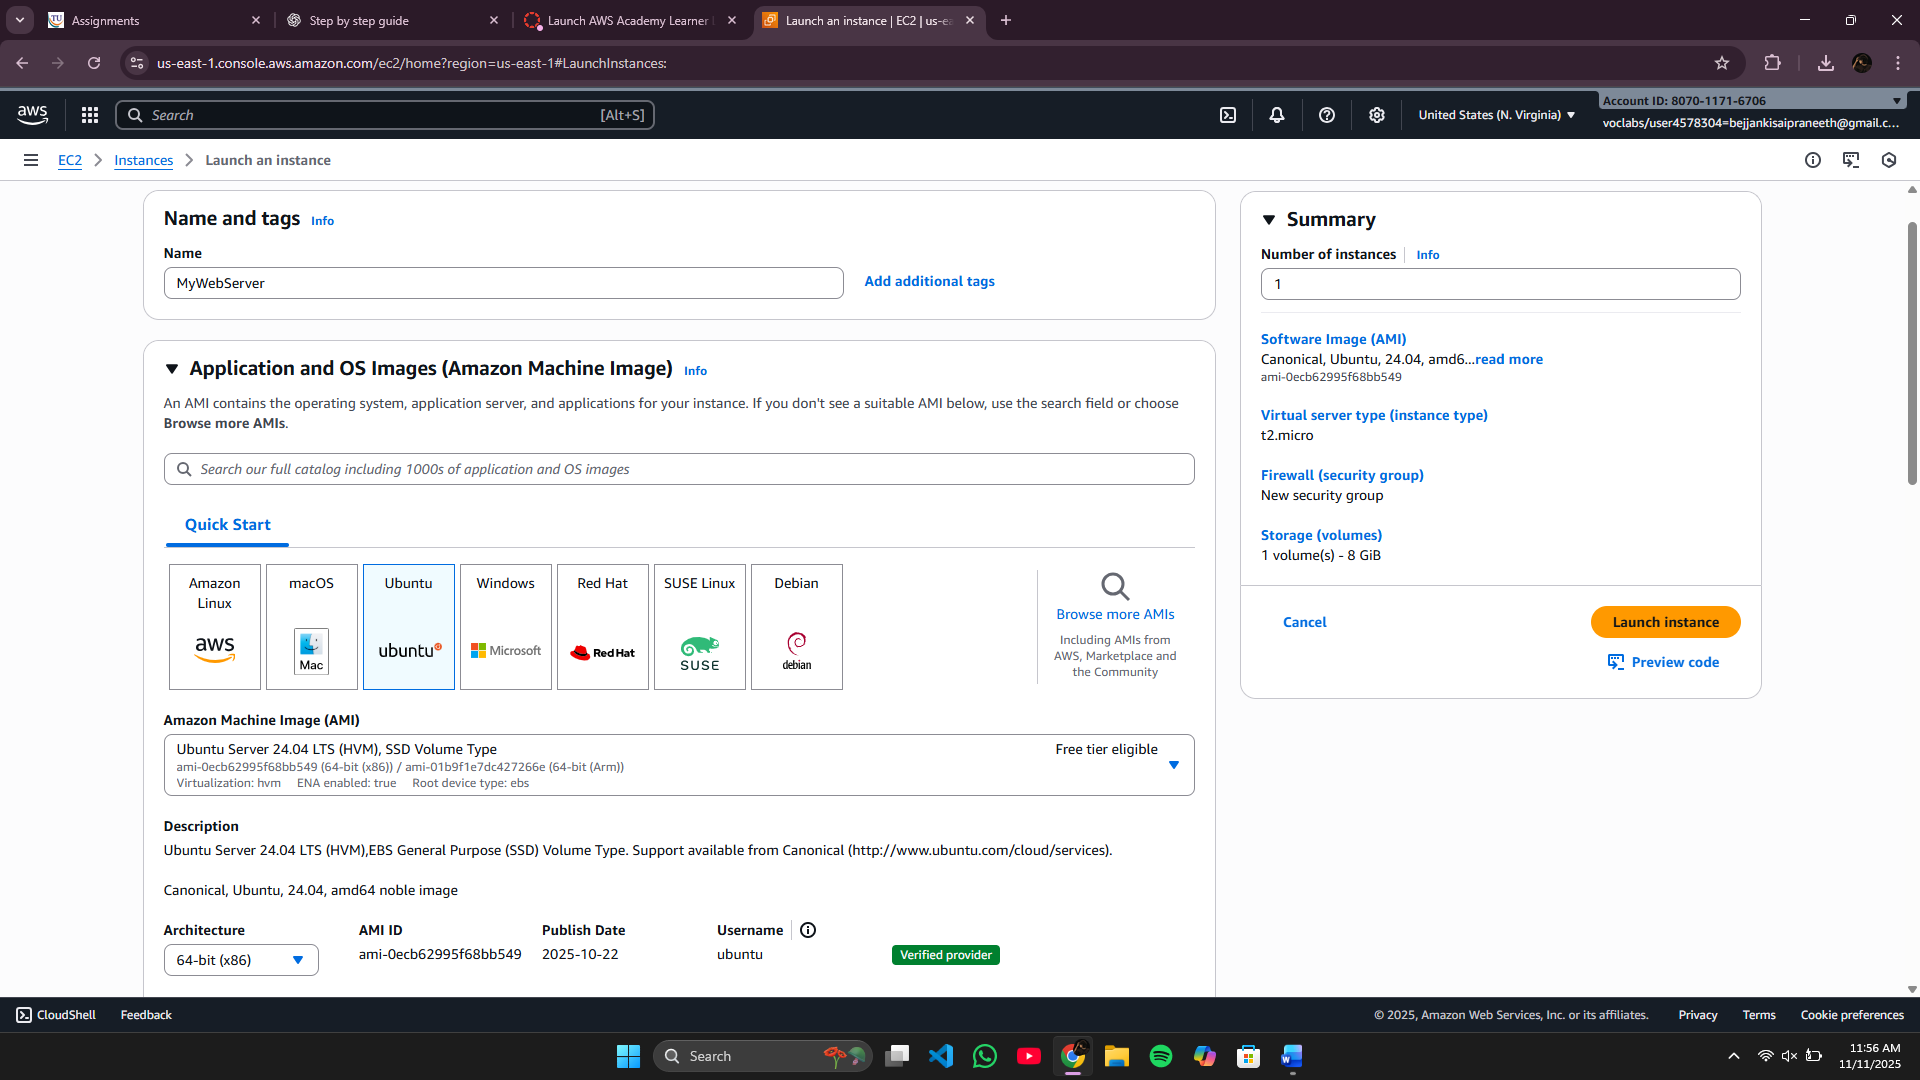 Assignments
Step by step guide
Launch AWS Academy Learner
Launch an instance | EC2 | us-ea
us-east-1.console.aws.amazon.com/ec2/home?region=us-east-1#LaunchInstances:
aws
Search
[Alt+S]
United States (N. Virginia)
Account ID: 8070-1171-6706
voclabs/user4578304=bejjankisaipraneeth@gmail.c...
EC2
Instances
Launch an instance
Name and tags Info
Name
MyWebServer
Add additional tags
Application and OS Images (Amazon Machine Image) Info
An AMI contains the operating system, application server, and applications for your instance. If you don't see a suitable AMI below, use the search field or choose
Browse more AMIs.
Search our full catalog including 1000s of application and OS images
Quick Start
Amazon
Linux
aws
macOS
Mac
Ubuntu
ubuntu
Windows
Microsoft
Red Hat
Red Hat
SUSE Linux
SUSE
Debian
debian
Browse more AMIs
Including AMIs from
AWS, Marketplace and
the Community
Amazon Machine Image (AMI)
Ubuntu Server 24.04 LTS (HVM), SSD Volume Type
Free tier eligible
ami-0ecb62995f68bb549 (64-bit (x86)) / ami-01b9f1e7dc427266e (64-bit (Arm))
Virtualization: hvm ENA enabled: true Root device type: ebs
Description
Ubuntu Server 24.04 LTS (HVM),EBS General Purpose (SSD) Volume Type. Support available from Canonical (http://www.ubuntu.com/cloud/services).
Canonical, Ubuntu, 24.04, amd64 noble image
Architecture
64-bit (x86)
AMI ID
ami-0ecb62995f68bb549
Publish Date
2025-10-22
Username
ubuntu
Verified provider
Summary
Number of instances Info
1
Software Image (AMI)
Canonical, Ubuntu, 24.04, amd6...read more
ami-0ecb62995f68bb549
Virtual server type (instance type)
t2.micro
Firewall (security group)
New security group
Storage (volumes)
1 volume(s) - 8 GiB
Cancel
Launch instance
Preview code
CloudShell
Feedback
© 2025, Amazon Web Services, Inc. or its affiliates.
Privacy
Terms
Cookie preferences
Search
11:56 AM
11/11/2025